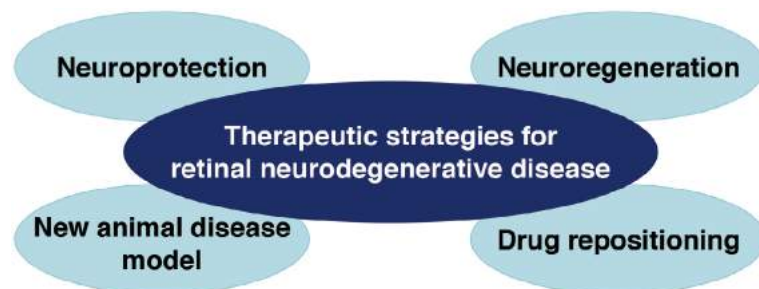 Neuroprotection
Neuroregeneration
Therapeutic strategies for
retinal neurodegenerative disease
New animal disease
model
Drug repositioning